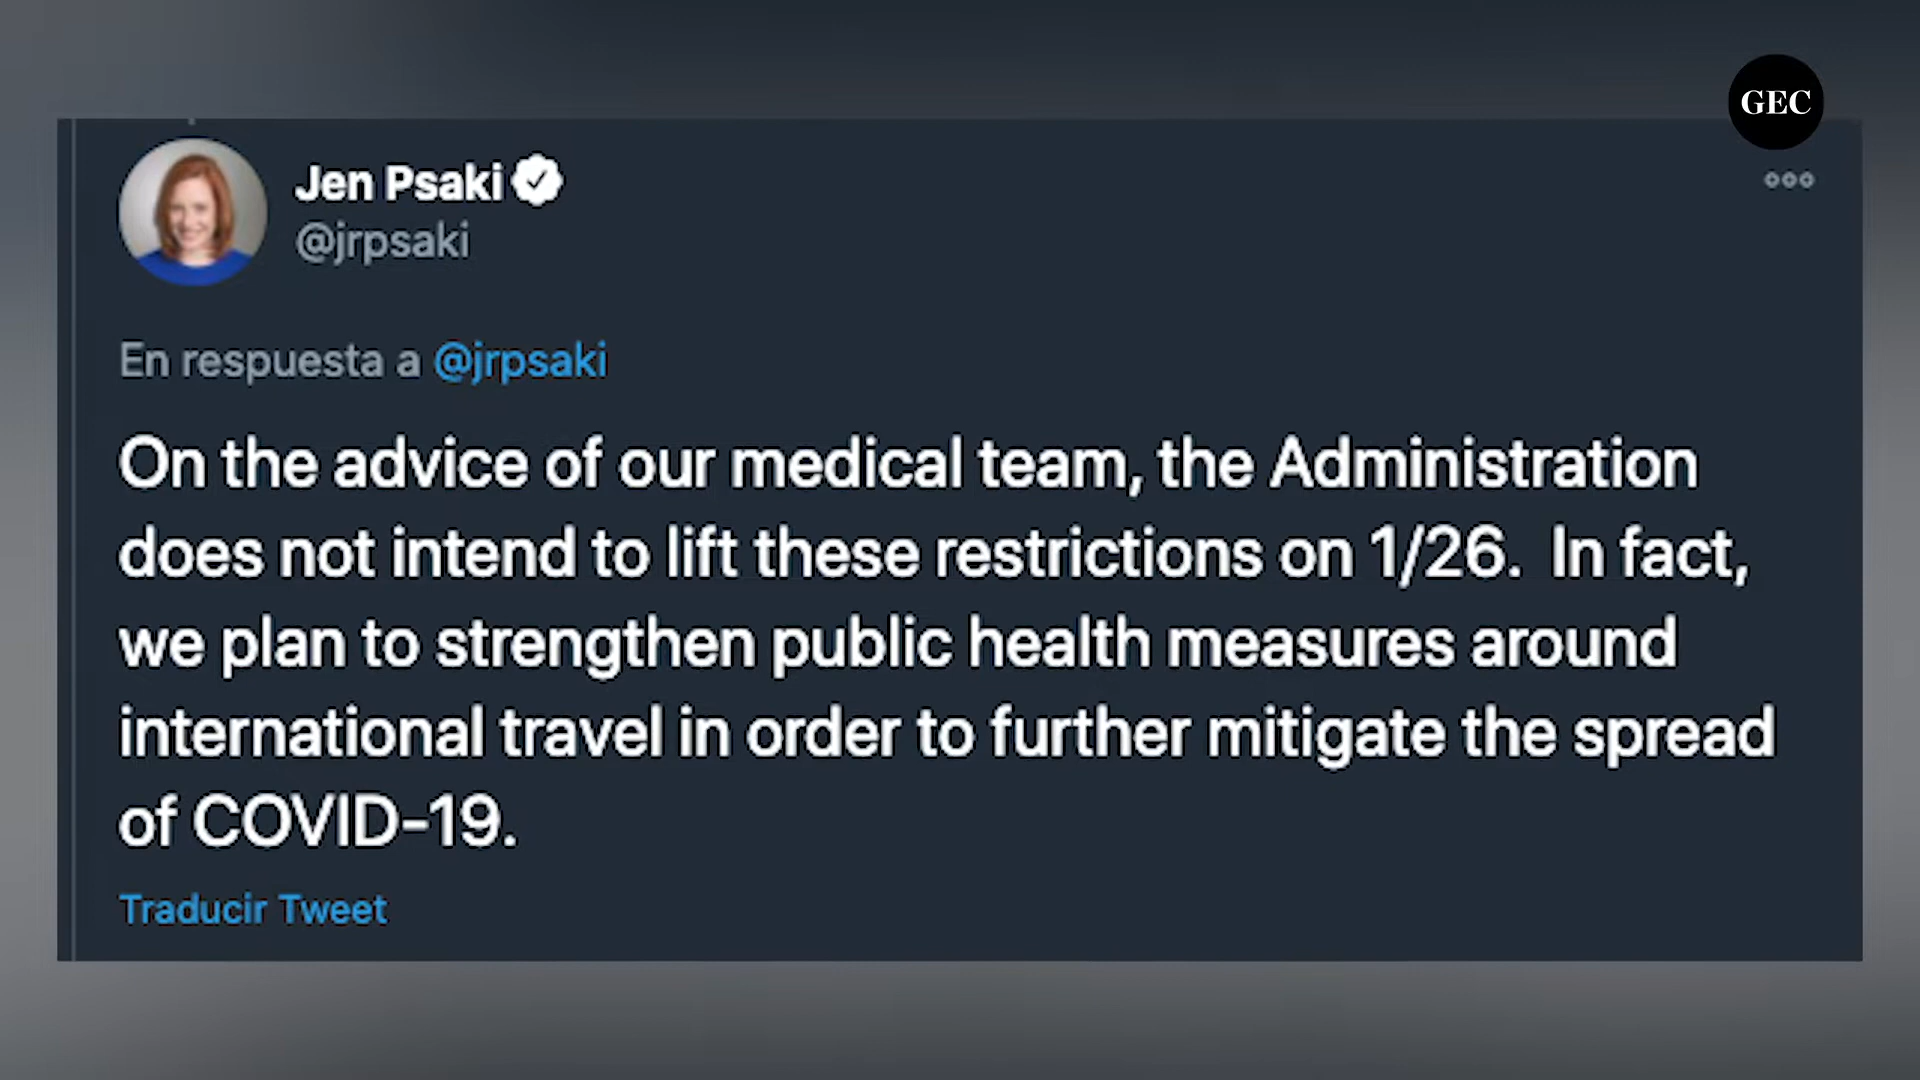 GEC
Jen Psaki
@jrpsaki
En respuesta a @jrpsaki
On the advice of our medical team, the Administration
does not intend to lift these restrictions on 1/26.  In fact,
we plan to strengthen public health measures around
international travel in order to further mitigate the spread
of COVID-19.
Traducir Tweet